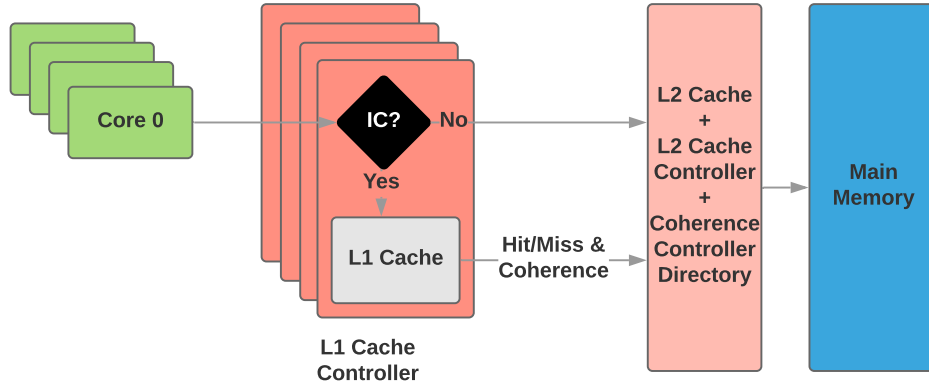 Core 0
IC?
No
Yes
L1 Cache
Hit/Miss &
Coherence
L1 Cache
Controller
L2 Cache
+
L2 Cache
Controller
+
Coherence
Controller
Directory
Main
Memory